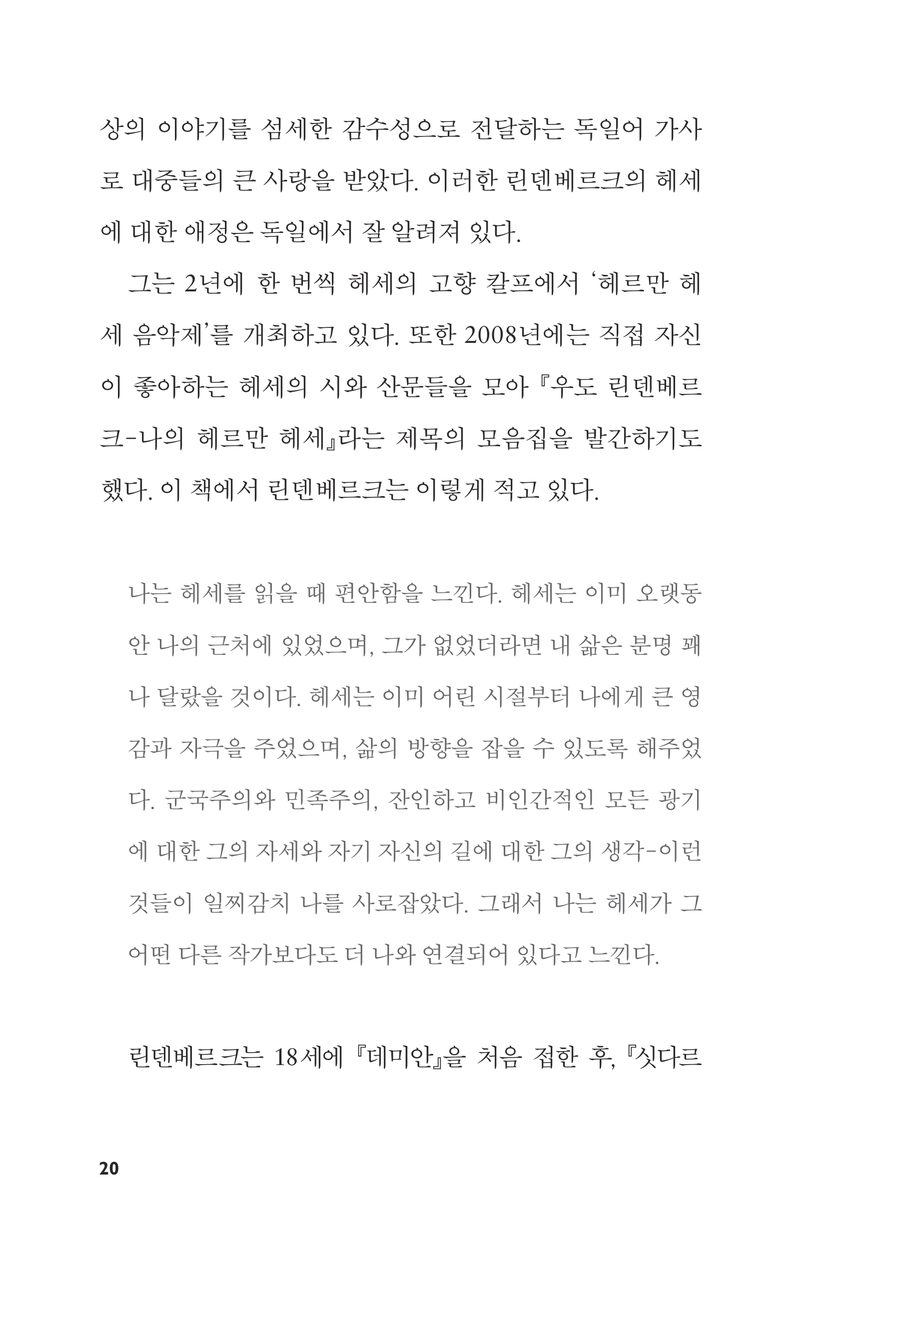 상의 이야기를 섬세한 감수성으로 전달하는 독일어 가사
로 대중들의 큰 사랑을 받았다. 이러한 린덴베르크의 헤세
에 대한 애정은 독일에서 잘 알려져 있다.
그는 2년에 한 번씩 헤세의 고향 칼프에서 ‘헤르만 헤
세 음악제’를 개최하고 있다. 또한 2008년에는 직접 자신
이 좋아하는 헤세의 시와 산문들을 모아 『우도 린덴베르
크-나의 헤르만 헤세』라는 제목의 모음집을 발간하기도
했다. 이 책에서 린덴베르크는 이렇게 적고 있다.
나는 헤세를 읽을 때 편안함을 느낀다. 헤세는 이미 오랫동
안 나의 근처에 있었으며, 그가 없었더라면 내 삶은 분명 꽤
나 달랐을 것이다. 헤세는 이미 어린 시절부터 나에게 큰 영
감과 자극을 주었으며, 삶의 방향을 잡을 수 있도록 해주었
다. 군국주의와 민족주의, 잔인하고 비인간적인 모든 광기
에 대한 그의 자세와 자기 자신의 길에 대한 그의 생각-이런
것들이 일찌감치 나를 사로잡았다. 그래서 나는 헤세가 그
어떤 다른 작가보다도 더 나와 연결되어 있다고 느낀다.
린덴베르크는 18세에 『데미안』을 처음 접한 후, 『싯다르
20